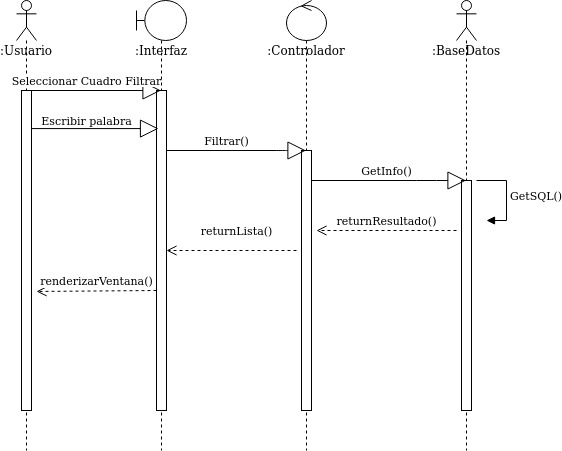 :Usuario
:Interfaz
:Controlador
:BaseDatos
Seleccionar Cuadro Filtrar
Escribir palabra
Filtrar()
GetInfo()
GetSQL()
returnResultado()
returnLista()
renderizarVentana()